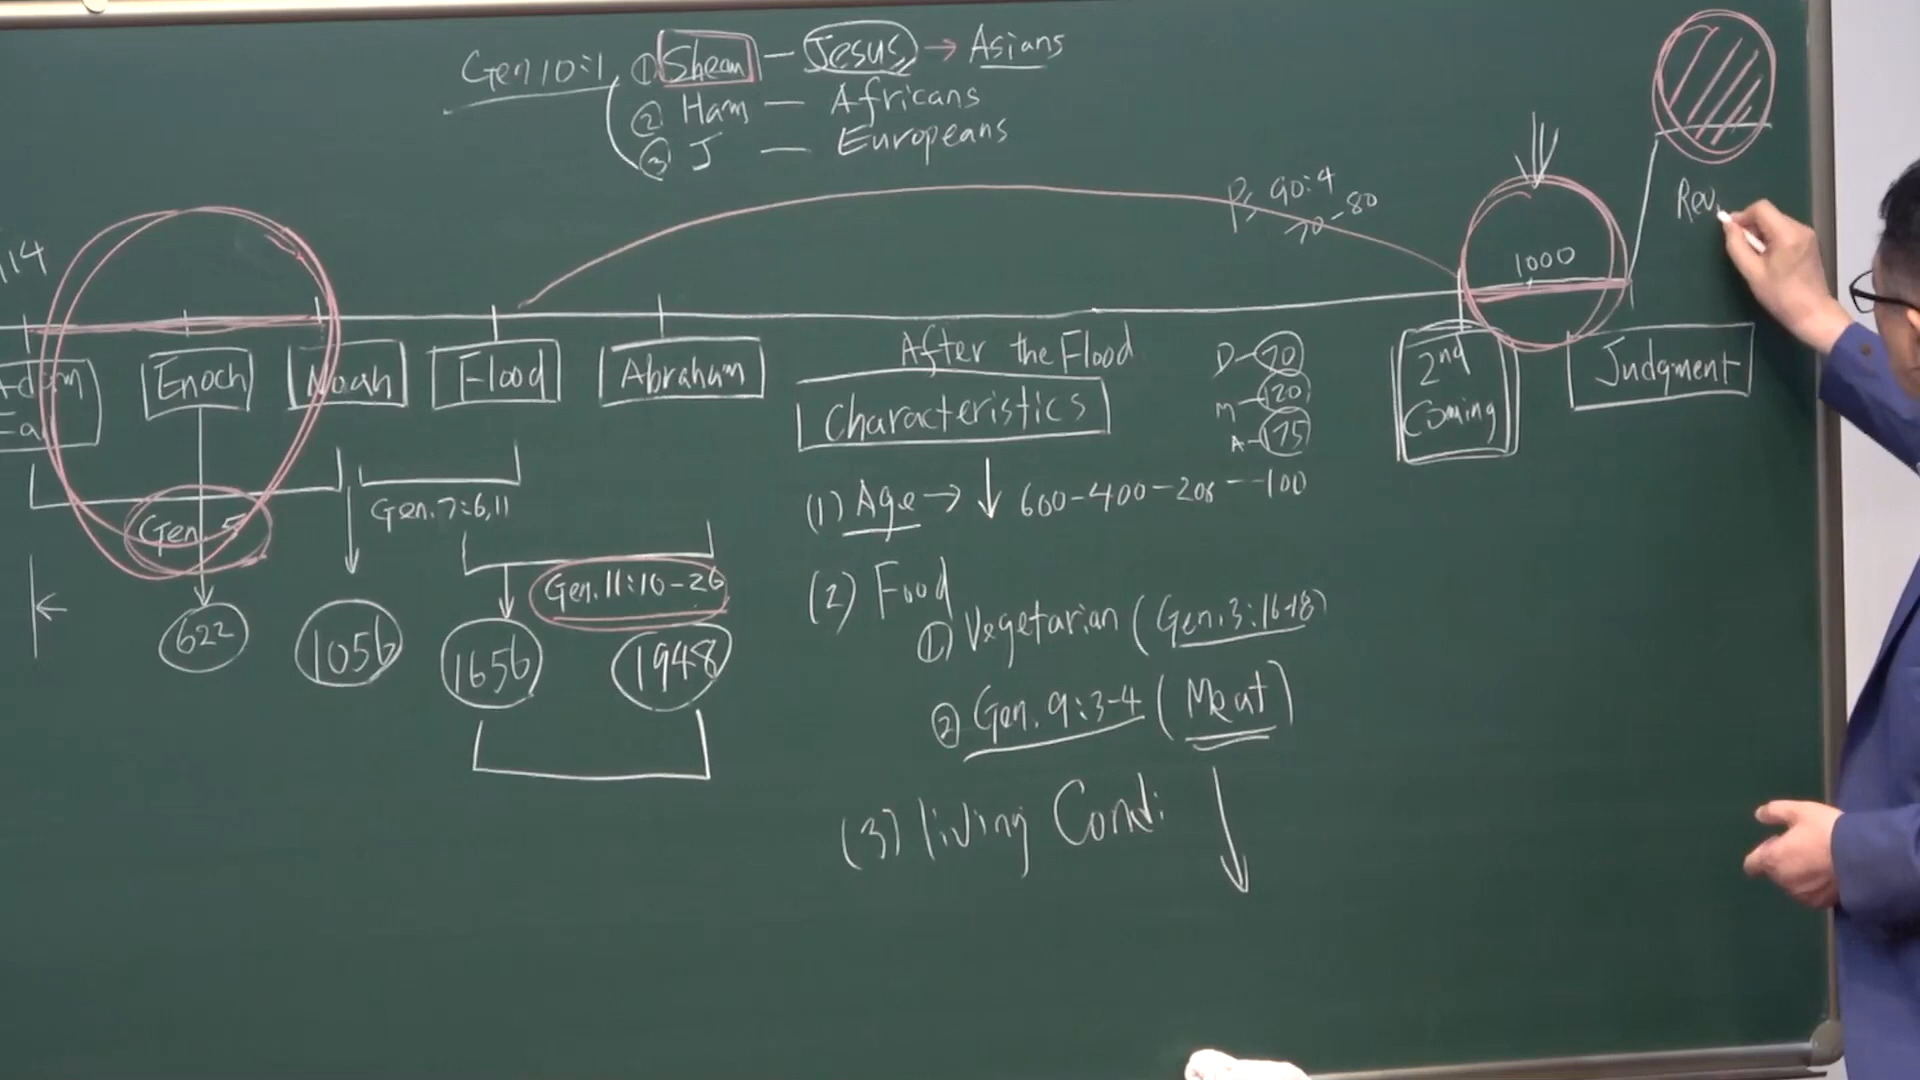 Gen 10:1 ① Shem — Jesus → Asians
② Ham — Africans
③ J — Europeans
Ps 90:4
70-80
1000
Rev.
114
Enoch
Noah
Flood
Abraham
2nd
Coming
Judgment
After the Flood
Characteristics
D-70
M-120
A-175
(1) Age → ↓ 600-400-200---100
(2) Food
① Vegetarian (Gen. 3:16-18)
② Gen. 9:3-4 (Meat)
(3) living Condi.
Gen. 5
Gen. 7:6,11
Gen. 11:10-26
622
1056
1656
1948